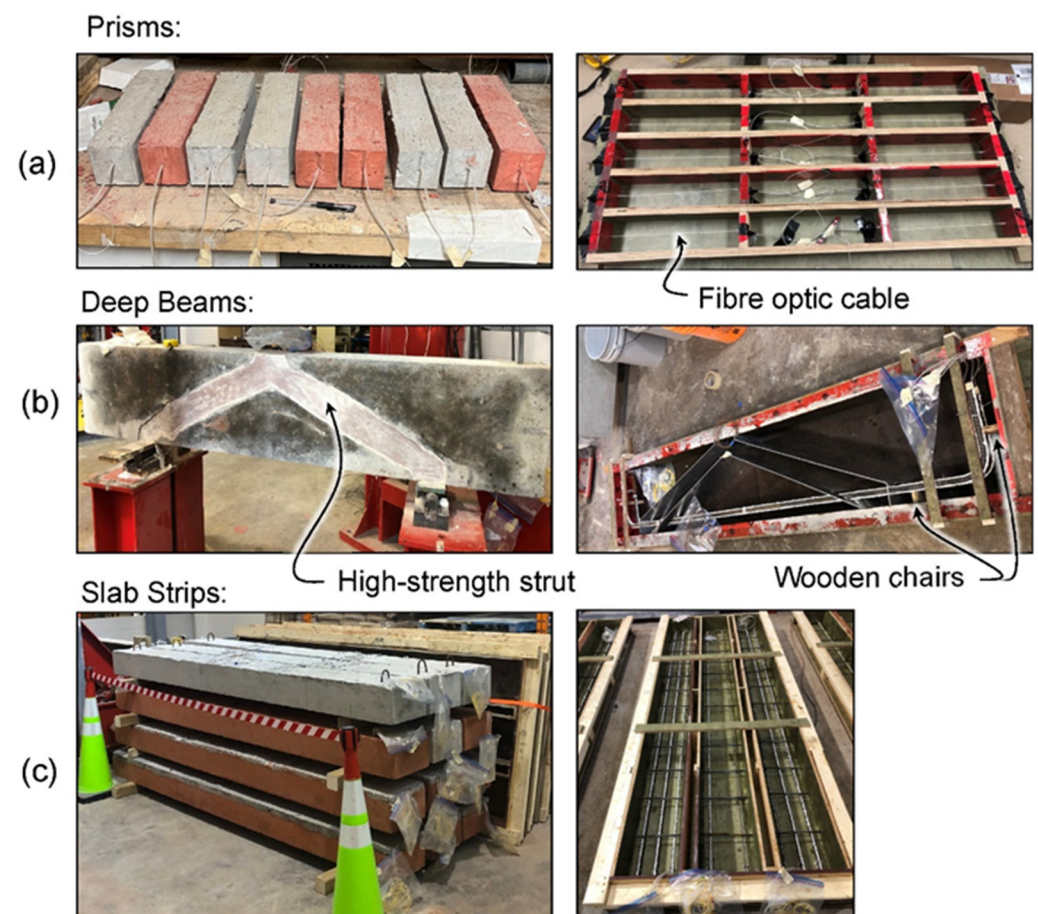 Prisms:
(a)
Fibre optic cable
Deep Beams:
(b)
High-strength strut
Wooden chairs
Slab Strips:
(c)